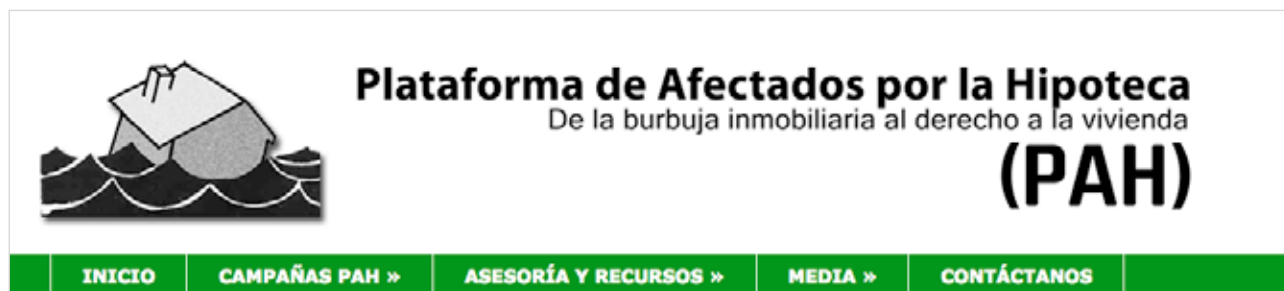 Plataforma de Afectados por la Hipoteca
De la burbuja inmobiliaria al derecho a la vivienda
(PAH)
INICIO CAMPAÑAS PAH » ASESORÍA Y RECURSOS » MEDIA » CONTÁCTANOS